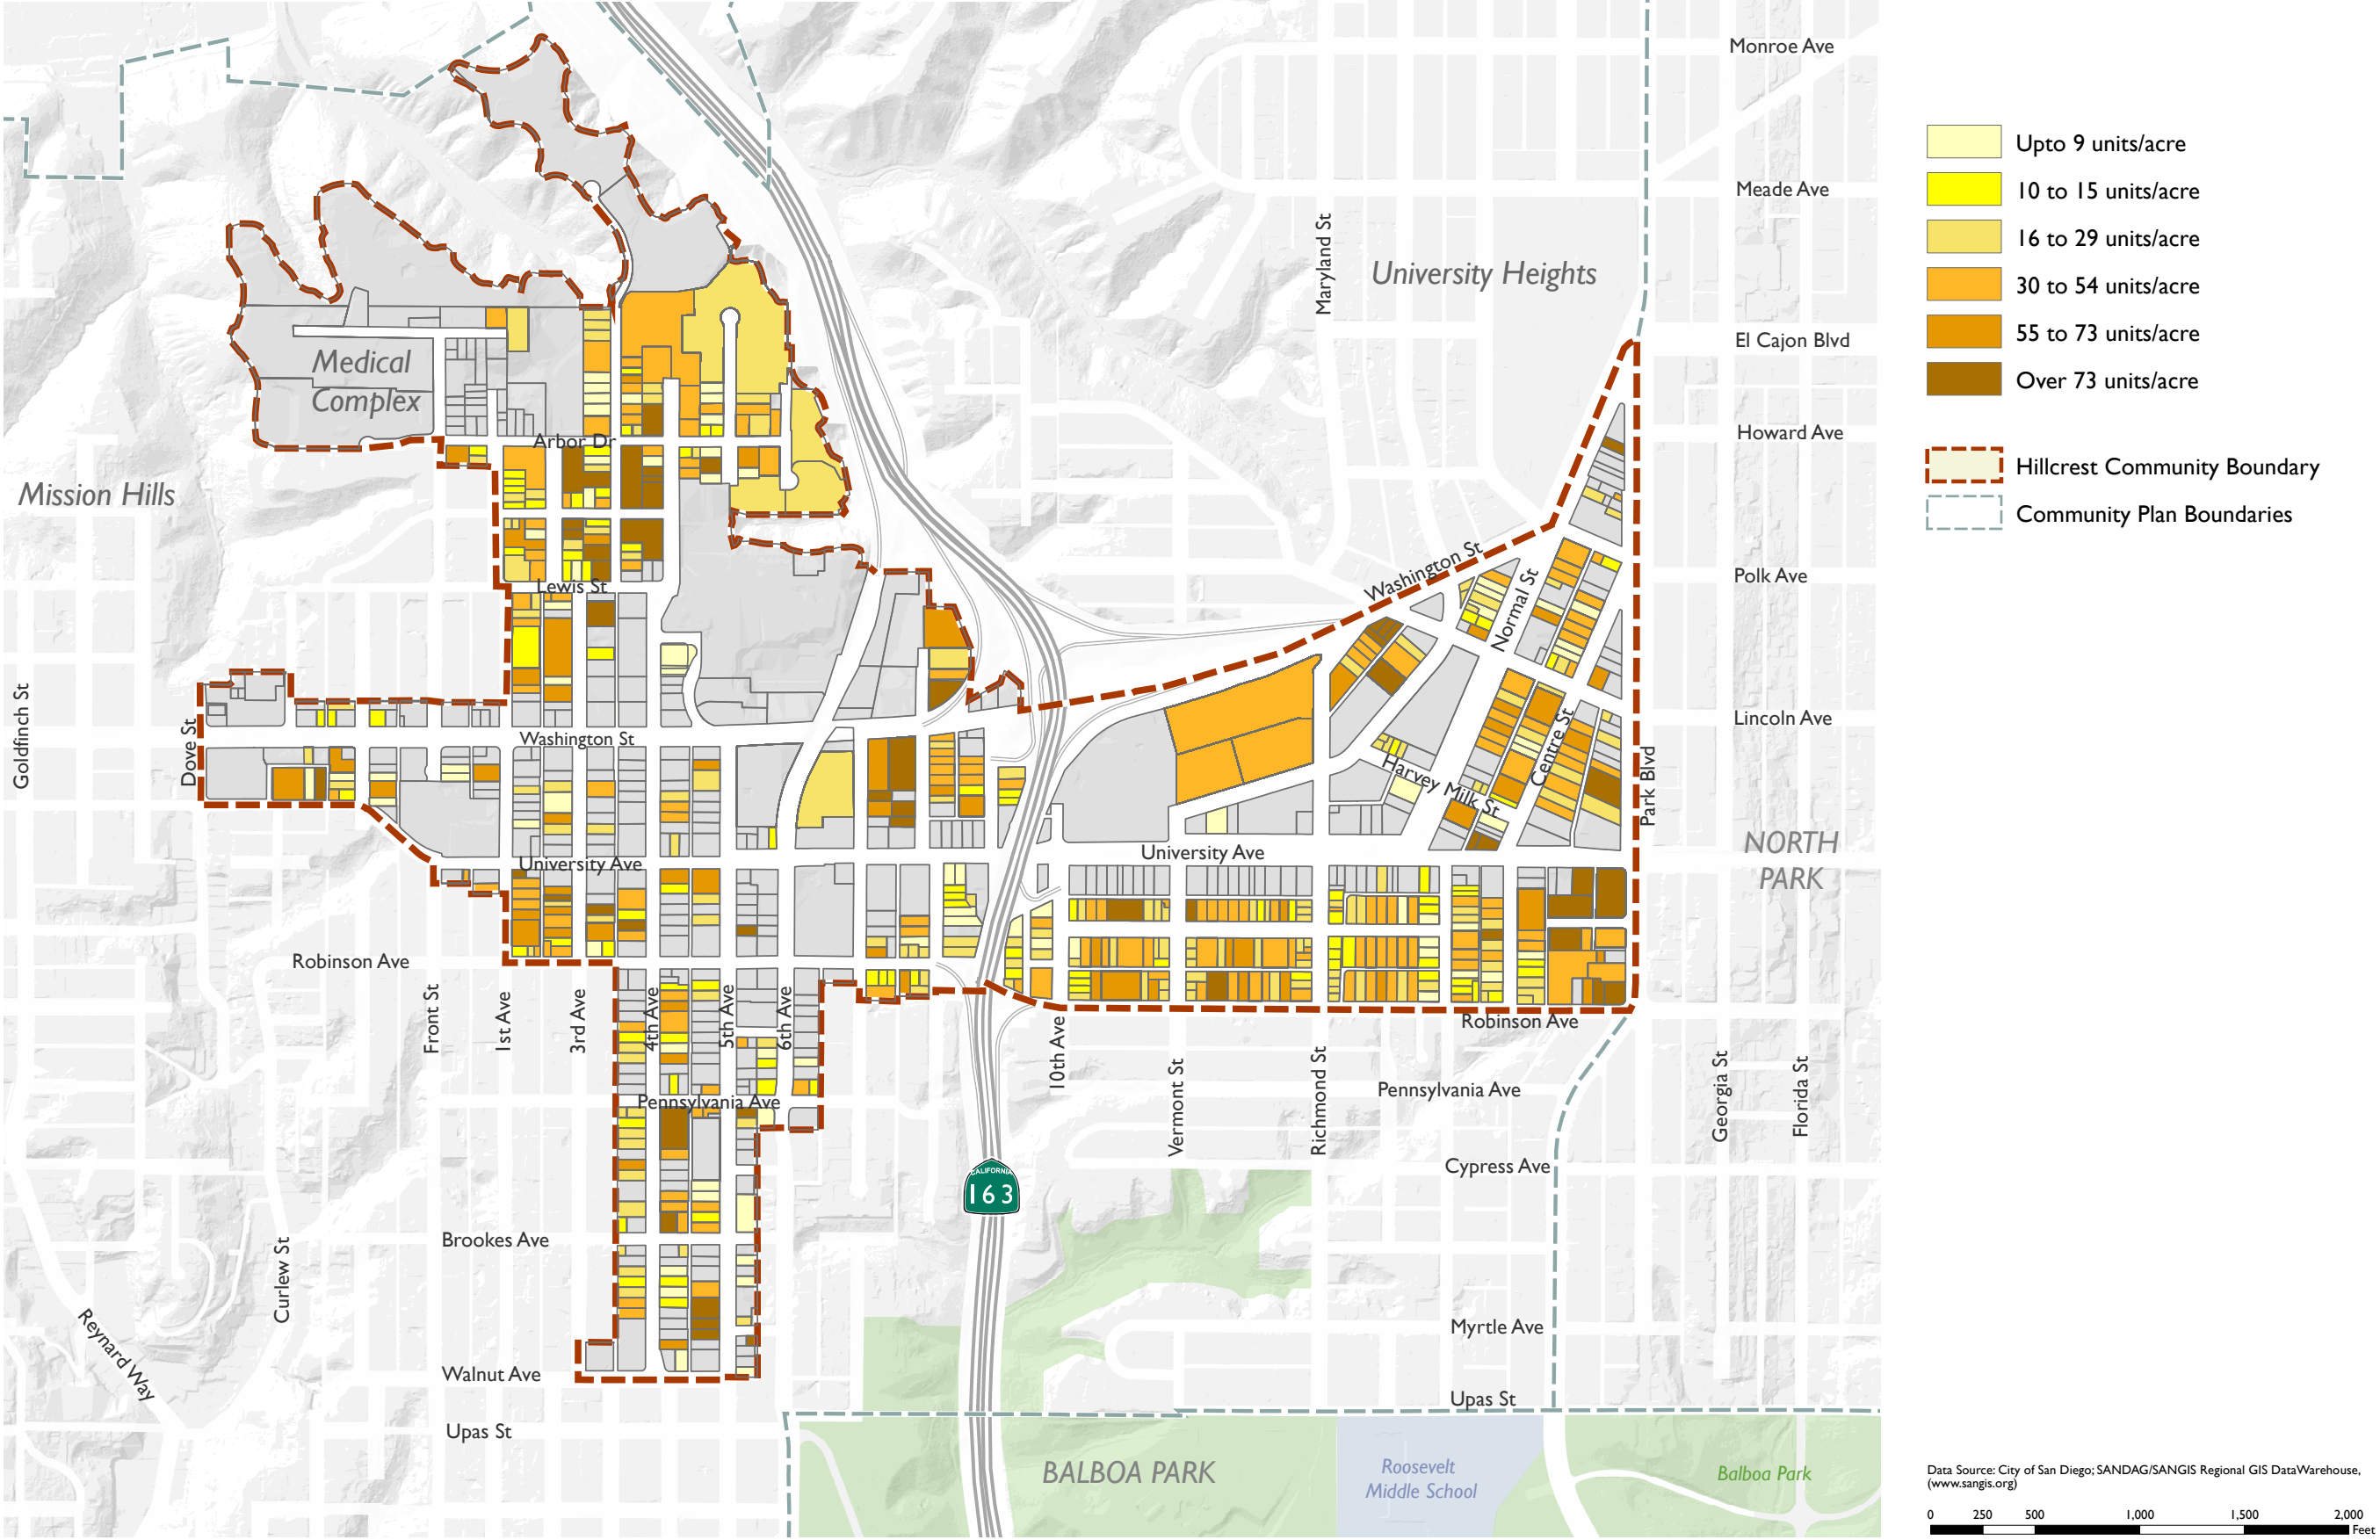 Monroe Ave
Meade Ave
Maryland St
University Heights
El Cajon Blvd
Medical
Complex
Howard Ave
Arbor Dr
Mission Hills
Washington St
Normal St
Polk Ave
Lewis St
Goldfinch St
Dove St
Washington St
Lincoln Ave
Centre St
Harvey Milk St
Park Blvd
NORTH
PARK
University Ave
University Ave
Robinson Ave
Front St
1st Ave
3rd Ave
4th Ave
5th Ave
6th Ave
10th Ave
Robinson Ave
Vermont St
Richmond St
Pennsylvania Ave
Pennsylvania Ave
Georgia St
Florida St
Cypress Ave
CALIFORNIA
163
Brookes Ave
Curlew St
Reynard Way
Myrtle Ave
Walnut Ave
Upas St
Upas St
BALBOA PARK
Roosevelt
Middle School
Balboa Park
Upto 9 units/acre
10 to 15 units/acre
16 to 29 units/acre
30 to 54 units/acre
55 to 73 units/acre
Over 73 units/acre
Hillcrest Community Boundary
Community Plan Boundaries
Data Source: City of San Diego; SANDAG/SANGIS Regional GIS DataWarehouse,
(www.sangis.org)
0 250 500 1,000 1,500 2,000
Feet